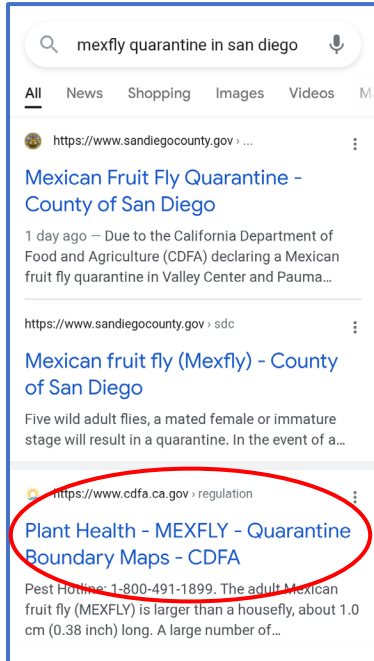 mexfly quarantine in san diego
All News Shopping Images Videos M
https://www.sandiegocounty.gov › ...
Mexican Fruit Fly Quarantine -
County of San Diego
1 day ago — Due to the California Department of
Food and Agriculture (CDFA) declaring a Mexican
fruit fly quarantine in Valley Center and Pauma...
https://www.sandiegocounty.gov › sdc
Mexican fruit fly (Mexfly) - County
of San Diego
Five wild adult flies, a mated female or immature
stage will result in a quarantine. In the event of a...
https://www.cdfa.ca.gov › regulation
Plant Health - MEXFLY - Quarantine
Boundary Maps - CDFA
Pest Hotline: 1-800-491-1899. The adult Mexican
fruit fly (MEXFLY) is larger than a housefly, about 1.0
cm (0.38 inch) long. A large number of...